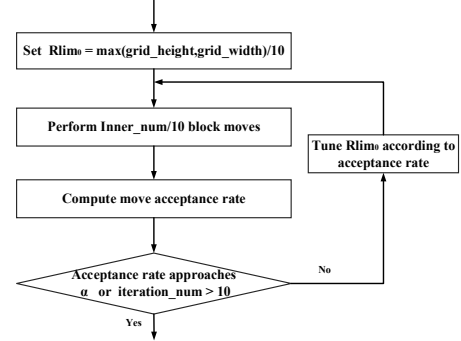 Set Rlim₀ = max(grid_height,grid_width)/10
Perform Inner_num/10 block moves
Tune Rlim₀ according to
acceptance rate
Compute move acceptance rate
Acceptance rate approaches
α or iteration_num > 10
No
Yes